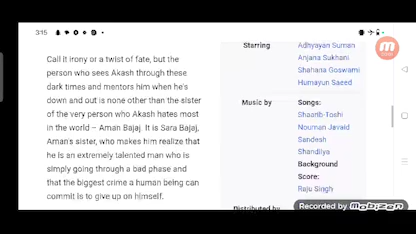 3:15
Call it irony or a twist of fate, but the
person who sees Akash through these
dark times and mentors him when he's
down and out is none other than the sister
of the very person who Akash hates most
in the world – Aman Bajaj. It is Sara Bajaj,
Aman's sister, who makes him realize that
he is an extremely talented man who is
simply going through a bad phase and
that the biggest crime a human being can
commit is to give up on himself.
Starring
Adhyayan Suman
Anjana Sukhani
Shahana Goswami
Humayun Saeed
Music by
Songs:
Shaarib-Toshi
Nouman Javaid
Sandesh
Shandilya
Background
Score:
Raju Singh
Distributed by
Recorded by Mobizen